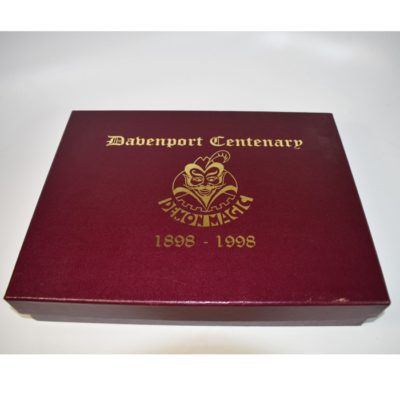 Davenport Centenary
DEMON MAGIC
1898 - 1998